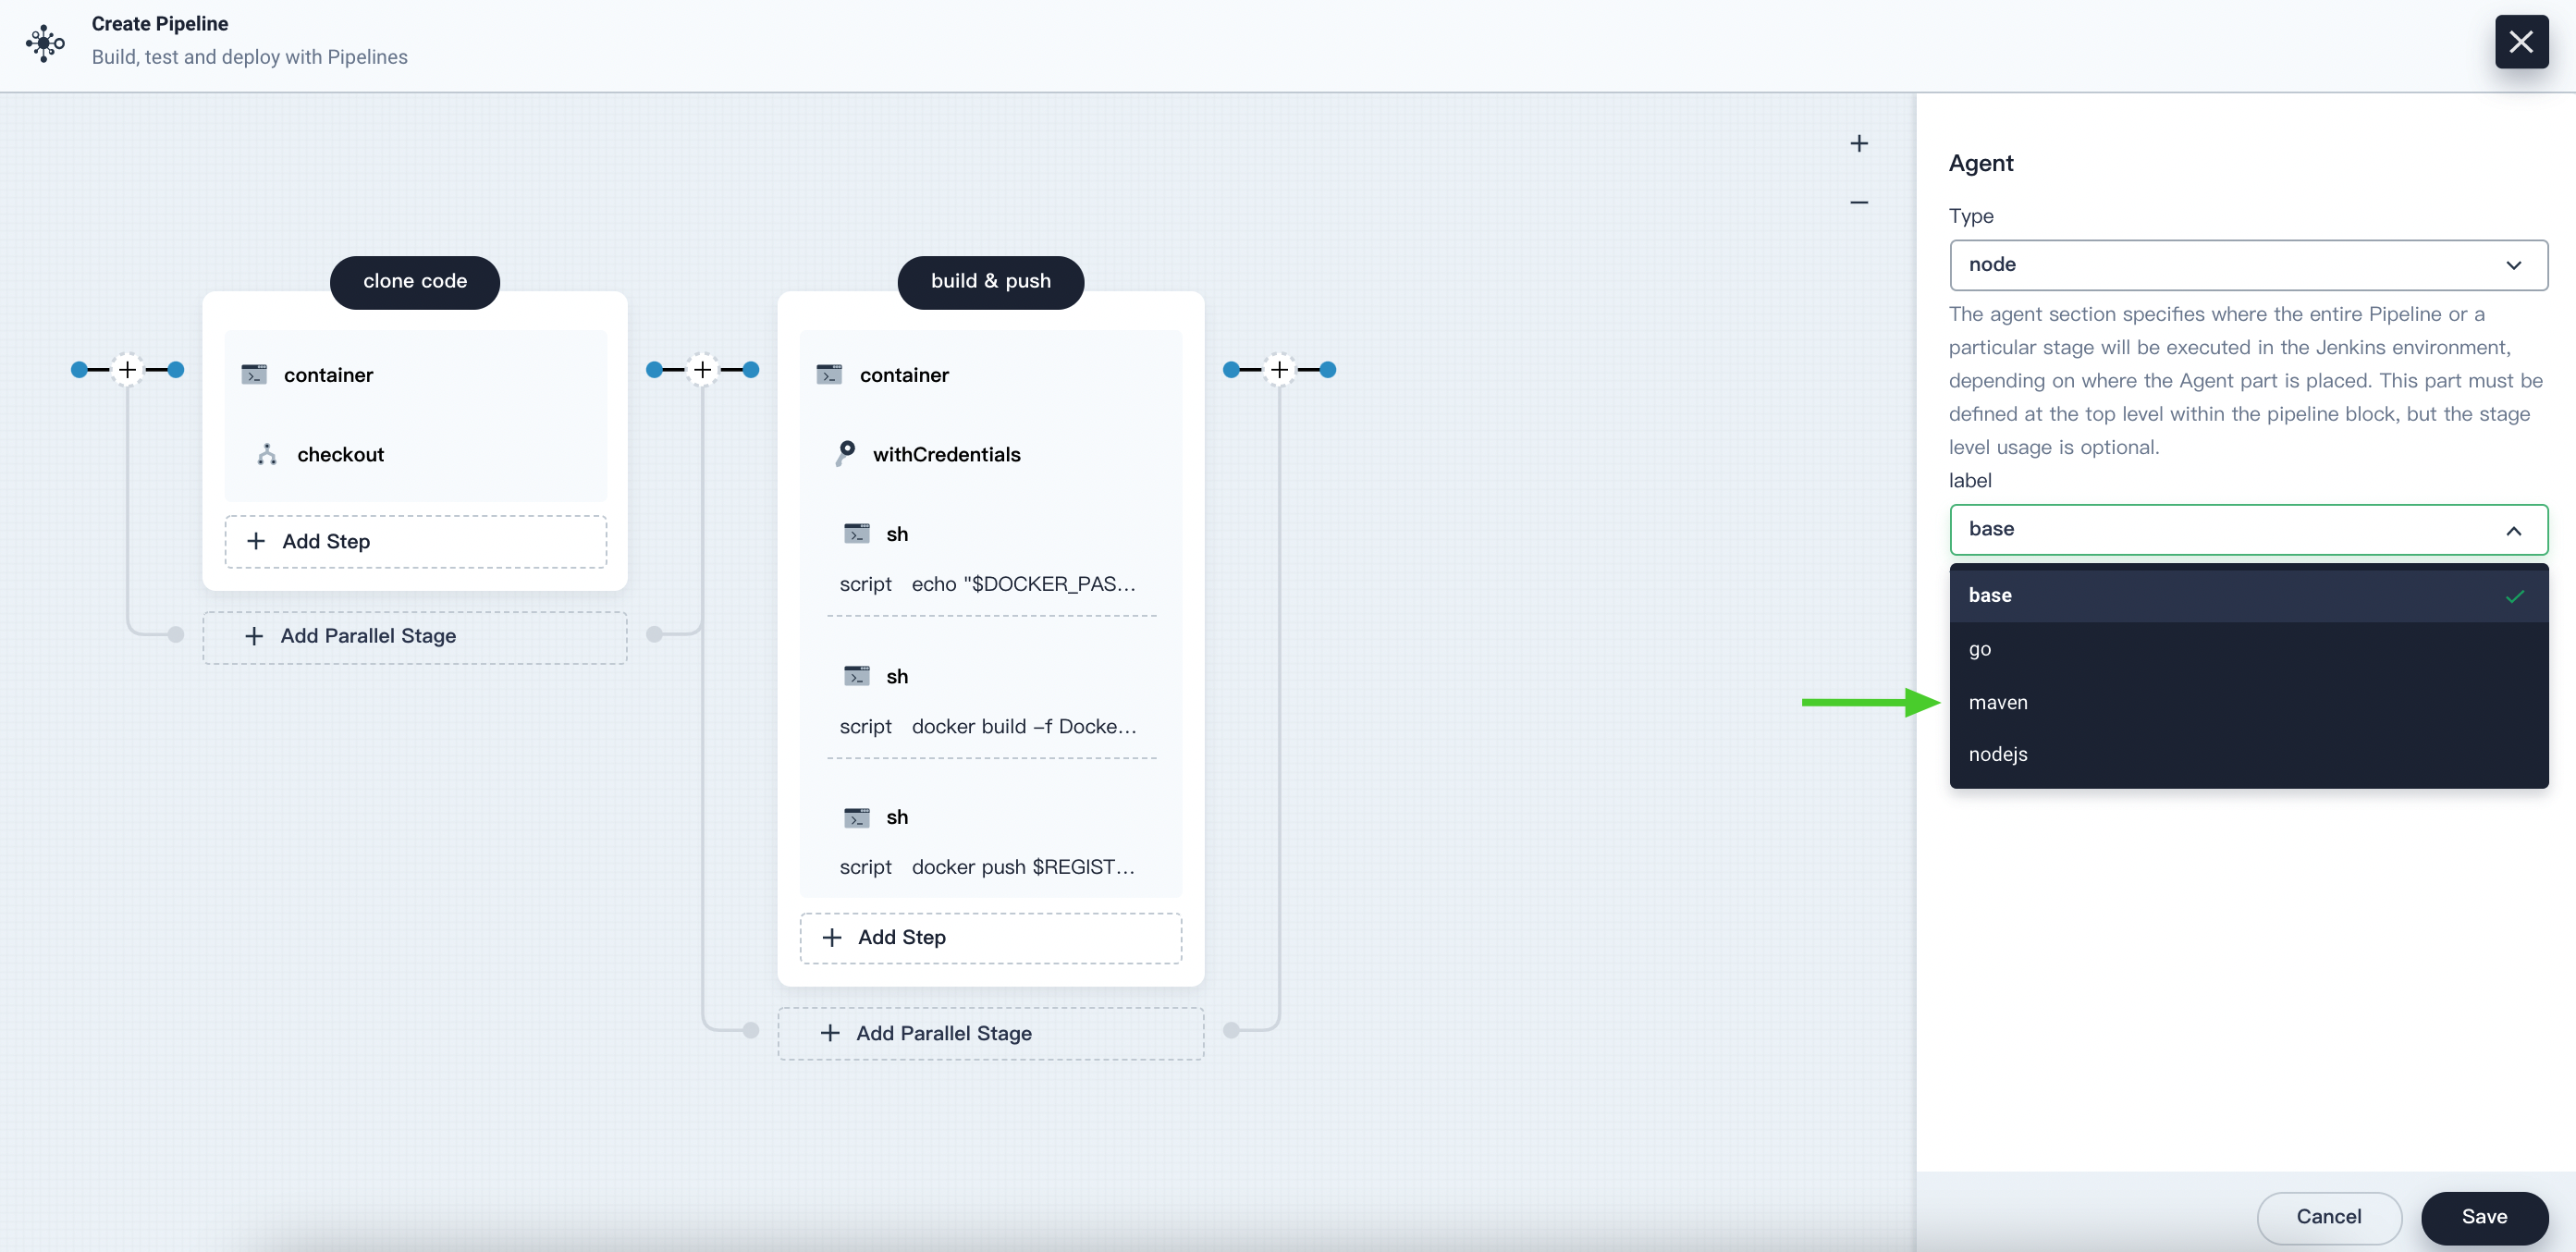 Create Pipeline
Build, test and deploy with Pipelines
clone code
container
checkout
Add Step
Add Parallel Stage
build & push
container
withCredentials
sh
script echo "$DOCKER_PAS...
sh
script docker build -f Docke...
sh
script docker push $REGIST...
Add Step
Add Parallel Stage
Agent
Type
node
The agent section specifies where the entire Pipeline or a
particular stage will be executed in the Jenkins environment,
depending on where the Agent part is placed. This part must be
defined at the top level within the pipeline block, but the stage
level usage is optional.
label
base
base
go
maven
nodejs
Cancel
Save